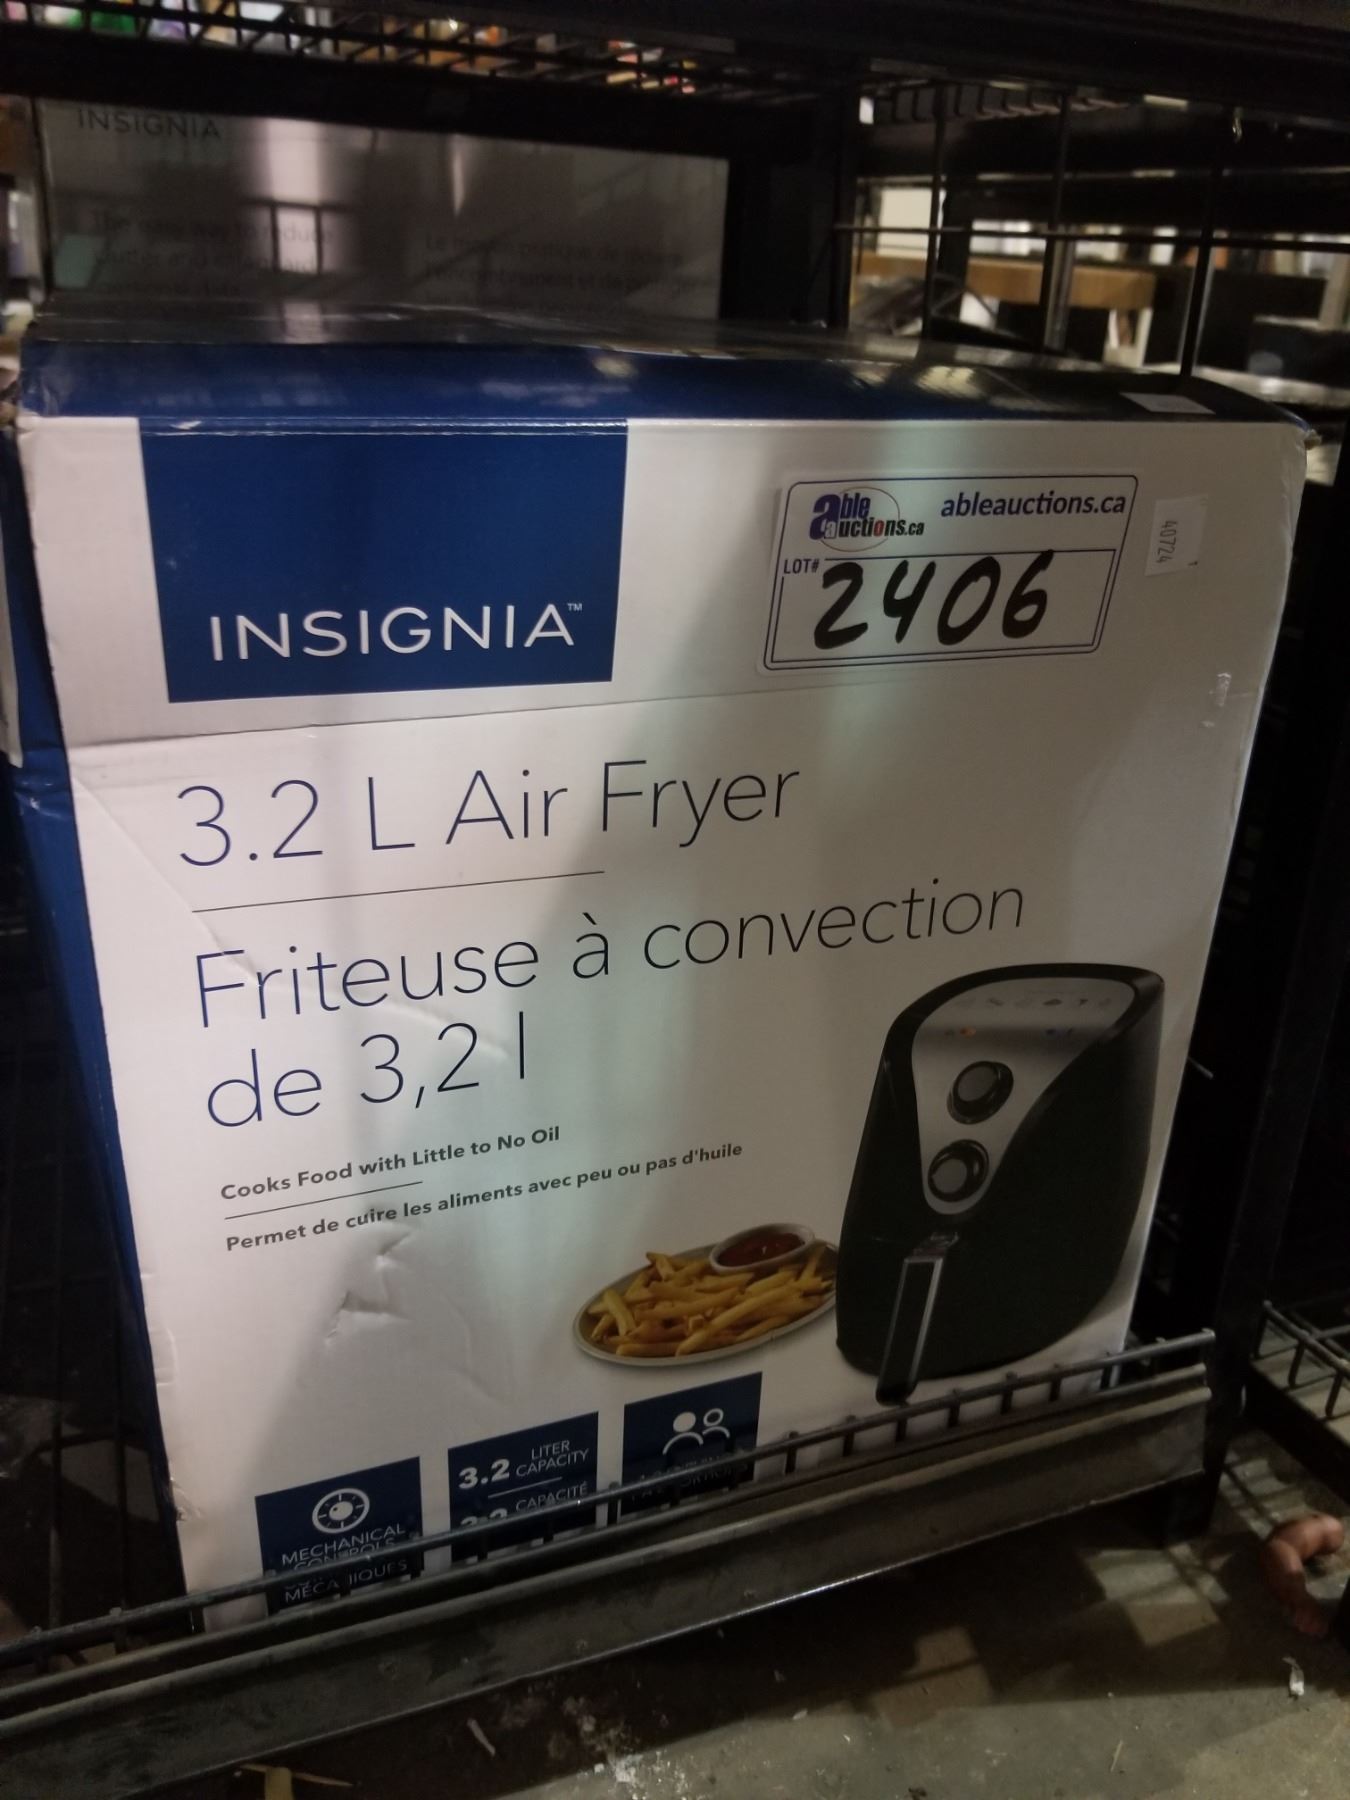 INSIGNIA
INSIGNIA™
able auctions.ca
ableauctions.ca
LOT#
2406
40724
3.2 L Air Fryer
Friteuse à convection
de 3,2 l
Cooks Food with Little to No Oil
Permet de cuire les aliments avec peu ou pas d'huile
MECHANICAL
CONTROLS
3.2 LITER
CAPACITY
CAPACITÉ